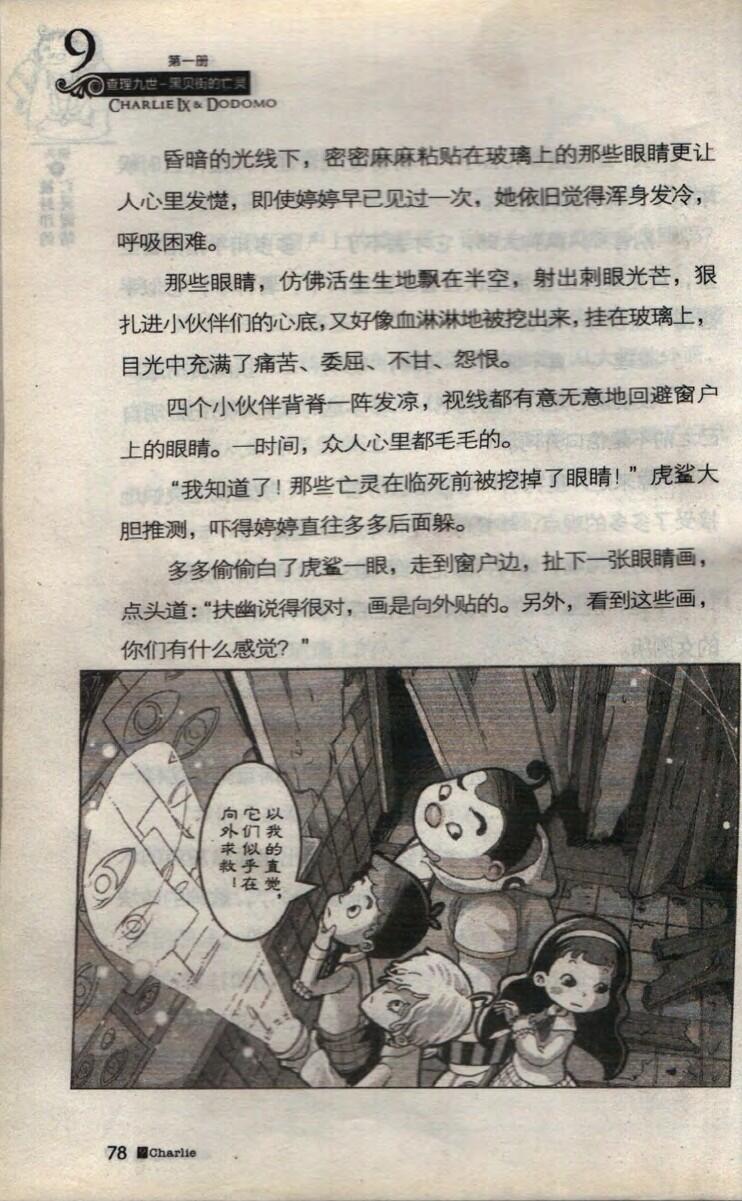 9
第一册
查理九世-黑贝街的亡灵
CHARLIE IX & DODOMO
昏暗的光线下，密密麻麻粘贴在玻璃上的那些眼睛更让
人心里发憷，即使婷婷早已见过一次，她依旧觉得浑身发冷，
呼吸困难。
那些眼睛，仿佛活生生地飘在半空，射出刺眼光芒，狠
扎进小伙伴们的心底，又好像血淋淋地被挖出来，挂在玻璃上，
目光中充满了痛苦、委屈、不甘、怨恨。
四个小伙伴背脊一阵发凉，视线都有意无意地回避窗户
上的眼睛。一时间，众人心里都毛毛的。
“我知道了！那些亡灵在临死前被挖掉了眼睛！”虎鲨大
胆推测，吓得婷婷直往多多后面躲。
多多偷偷白了虎鲨一眼，走到窗户边，扯下一张眼睛画，
点头道：“扶幽说得很对，画是向外贴的。另外，看到这些画，
你们有什么感觉？”
以我的直觉，
它们似乎在
向外求救！
78 Charlie